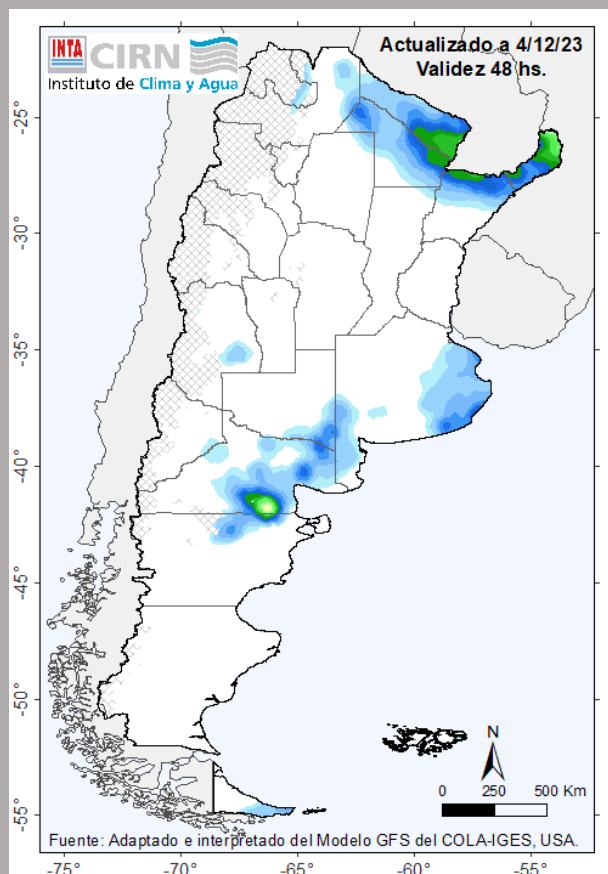 INTA CIRN
Instituto de Clima y Agua
Actualizado a 4/12/23
Validez 48 hs.
-25°
-30°
-35°
-40°
-45°
-50°
-55°
N
0 250 500 Km
Fuente: Adaptado e interpretado del Modelo GFS del COLA-IGES, USA.
-75° -70° -65° -60° -55°